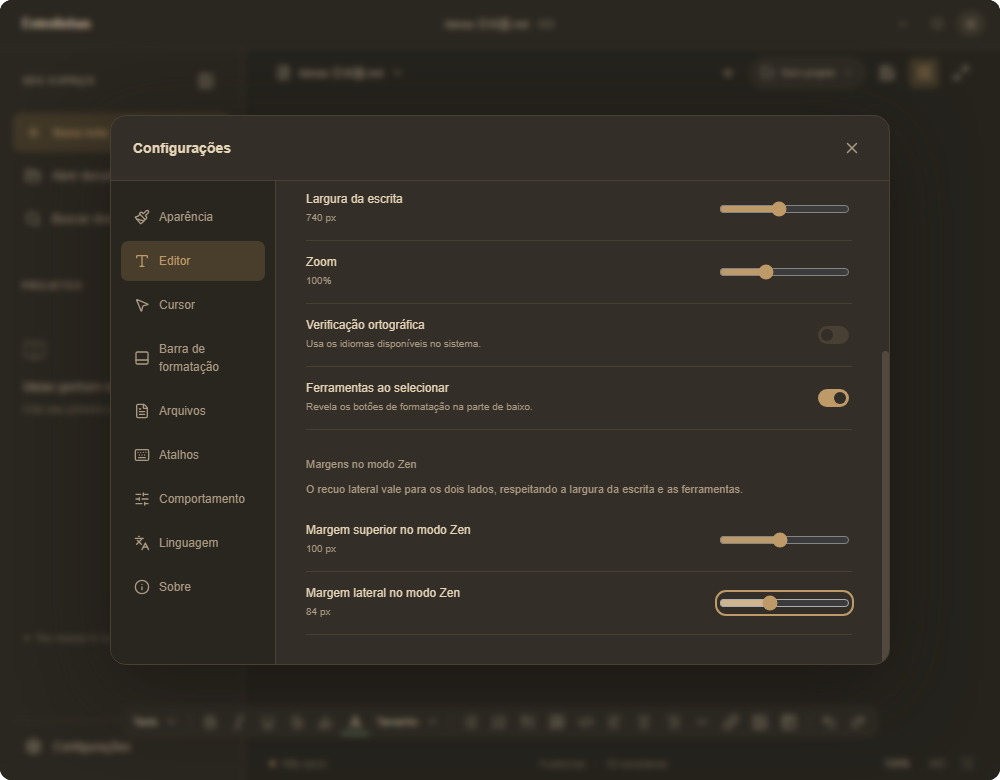 Configurações
Aparência
Editor
Cursor
Barra de
formatação
Arquivos
Atalhos
Comportamento
Linguagem
Sobre
Largura da escrita
740 px
Zoom
100%
Verificação ortográfica
Usa os idiomas disponíveis no sistema.
Ferramentas ao selecionar
Revela os botões de formatação na parte de baixo.
Margens no modo Zen
O recuo lateral vale para os dois lados, respeitando a largura da escrita e as ferramentas.
Margem superior no modo Zen
100 px
Margem lateral no modo Zen
84 px
Configurações